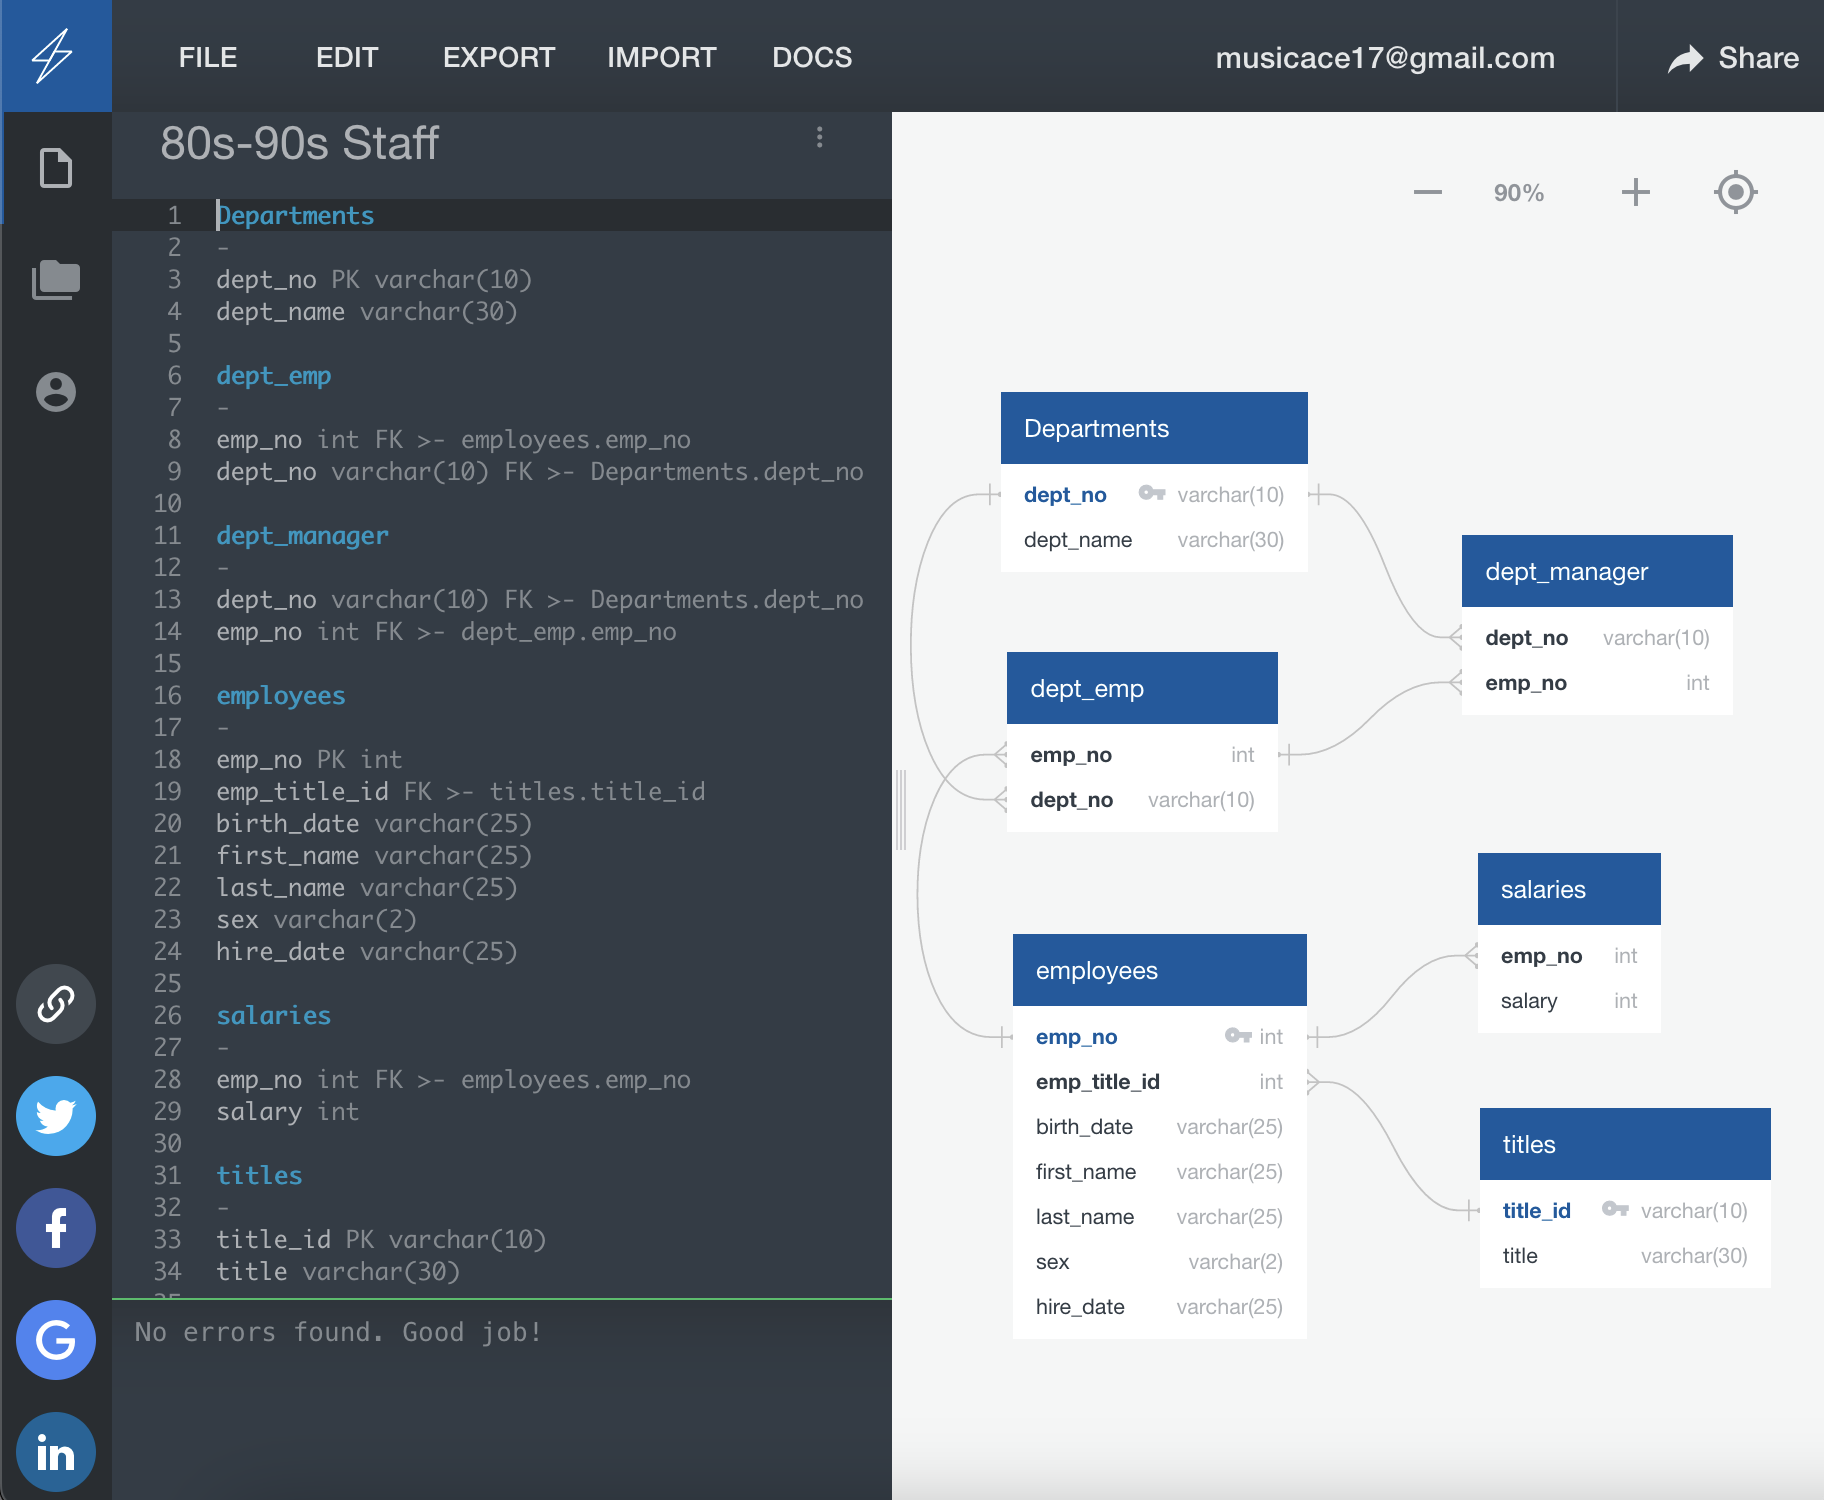 FILE EDIT EXPORT IMPORT DOCS musicace17@gmail.com Share
80s-90s Staff
1 Departments
2 -
3 dept_no PK varchar(10)
4 dept_name varchar(30)
5
6 dept_emp
7 -
8 emp_no int FK >- employees.emp_no
9 dept_no varchar(10) FK >- Departments.dept_no
10
11 dept_manager
12 -
13 dept_no varchar(10) FK >- Departments.dept_no
14 emp_no int FK >- dept_emp.emp_no
15
16 employees
17 -
18 emp_no PK int
19 emp_title_id FK >- titles.title_id
20 birth_date varchar(25)
21 first_name varchar(25)
22 last_name varchar(25)
23 sex varchar(2)
24 hire_date varchar(25)
25
26 salaries
27 -
28 emp_no int FK >- employees.emp_no
29 salary int
30
31 titles
32 -
33 title_id PK varchar(10)
34 title varchar(30)
No errors found. Good job!
90%
Departments
dept_no varchar(10)
dept_name varchar(30)
dept_manager
dept_no varchar(10)
emp_no int
dept_emp
emp_no int
dept_no varchar(10)
salaries
emp_no int
salary int
employees
emp_no int
emp_title_id int
birth_date varchar(25)
first_name varchar(25)
last_name varchar(25)
sex varchar(2)
hire_date varchar(25)
titles
title_id varchar(10)
title varchar(30)
f
G
in